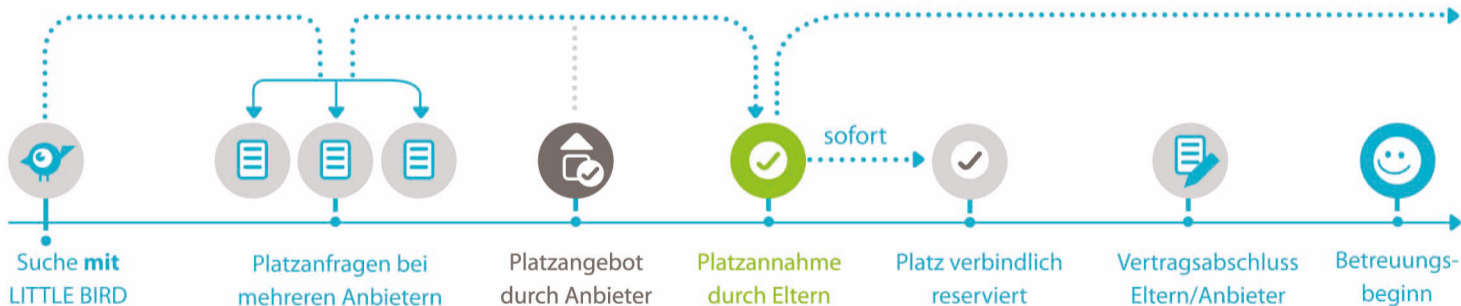 sofort
Suche mit
LITTLE BIRD
Platzanfragen bei
mehreren Anbietern
Platzangebot
durch Anbieter
Platzannahme
durch Eltern
Platz verbindlich
reserviert
Vertragsabschluss
Eltern/Anbieter
Betreuungs-
beginn